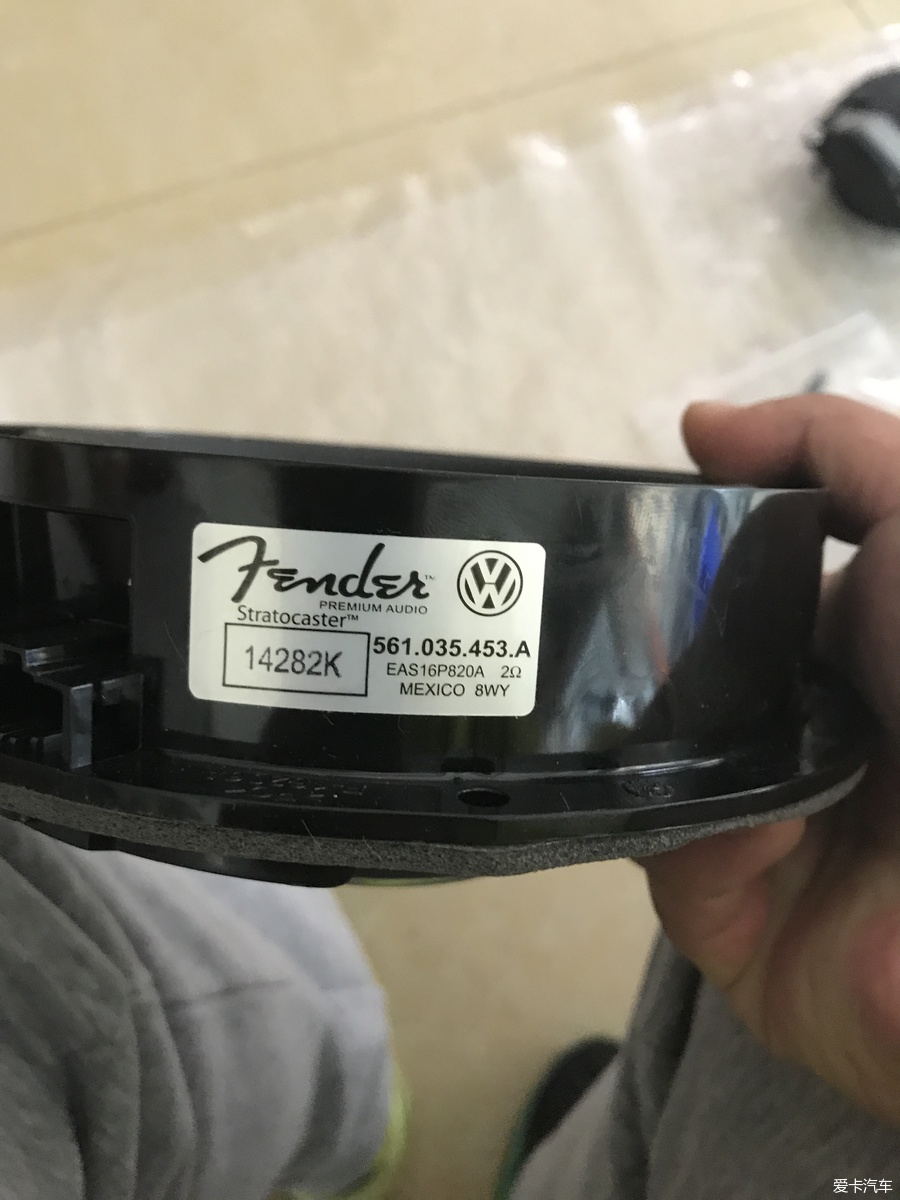 Fender™
PREMIUM AUDIO
Stratocaster™
14282K
561.035.453.A
EAS16P820A 2Ω
MEXICO 8WY
爱卡汽车